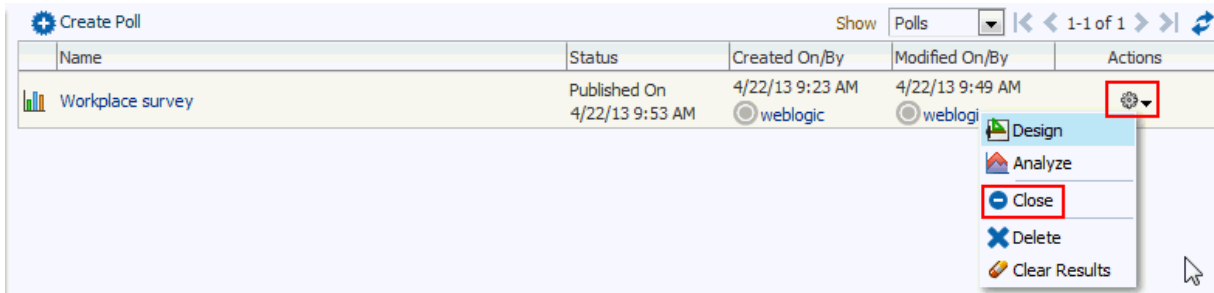 Create Poll Show Polls 1-1 of 1
Name Status Created On/By Modified On/By Actions
Workplace survey Published On 4/22/13 9:23 AM 4/22/13 9:49 AM
4/22/13 9:53 AM weblogic weblogi
Design
Analyze
Close
Delete
Clear Results